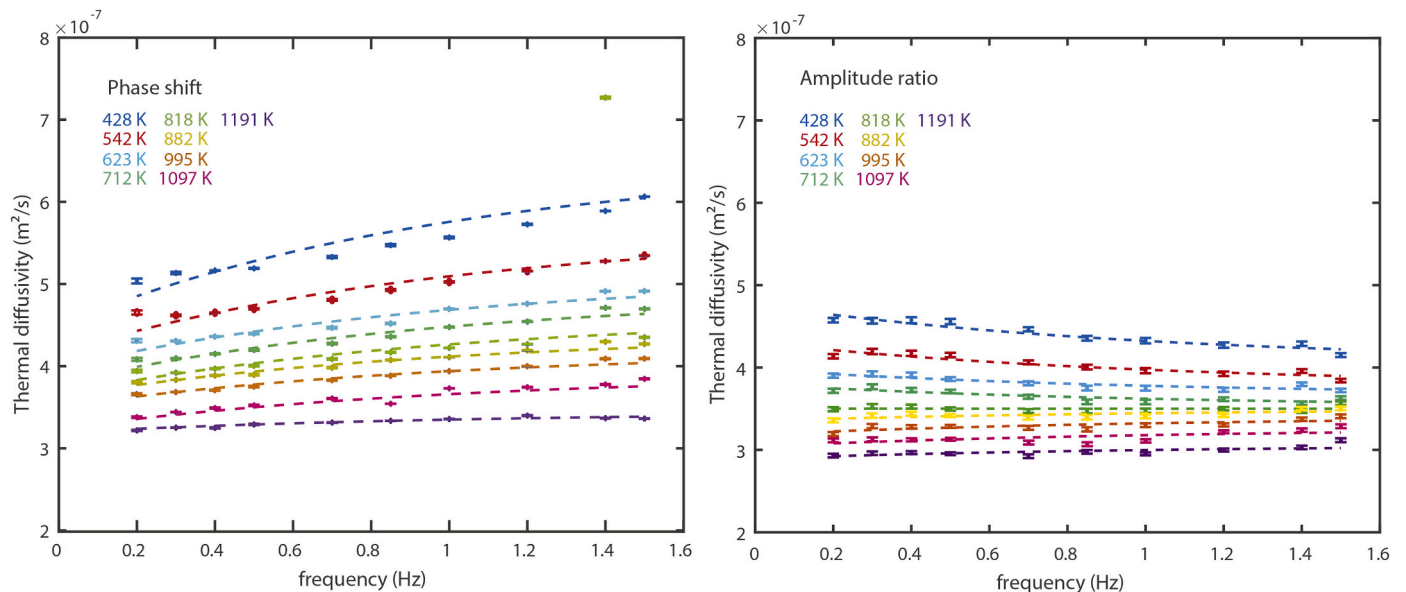 ×10⁻⁷
8
7
6
5
4
3
2
Thermal diffusivity (m²/s)
Phase shift
428 K 818 K 1191 K
542 K 882 K
623 K 995 K
712 K 1097 K
0 0.2 0.4 0.6 0.8 1 1.2 1.4 1.6
frequency (Hz)
×10⁻⁷
8
7
6
5
4
3
2
Thermal diffusivity (m²/s)
Amplitude ratio
428 K 818 K 1191 K
542 K 882 K
623 K 995 K
712 K 1097 K
0 0.2 0.4 0.6 0.8 1 1.2 1.4 1.6
frequency (Hz)